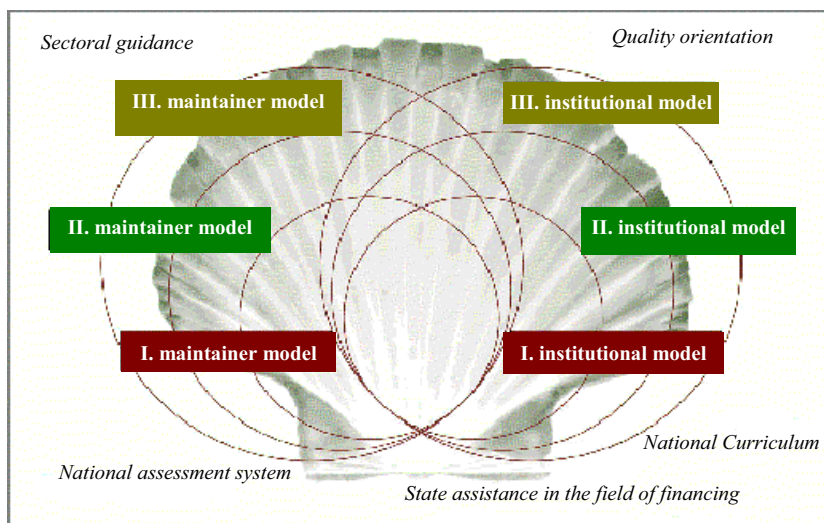 Sectoral guidance
Quality orientation
III. maintainer model
III. institutional model
II. maintainer model
II. institutional model
I. maintainer model
I. institutional model
National Curriculum
National assessment system
State assistance in the field of financing